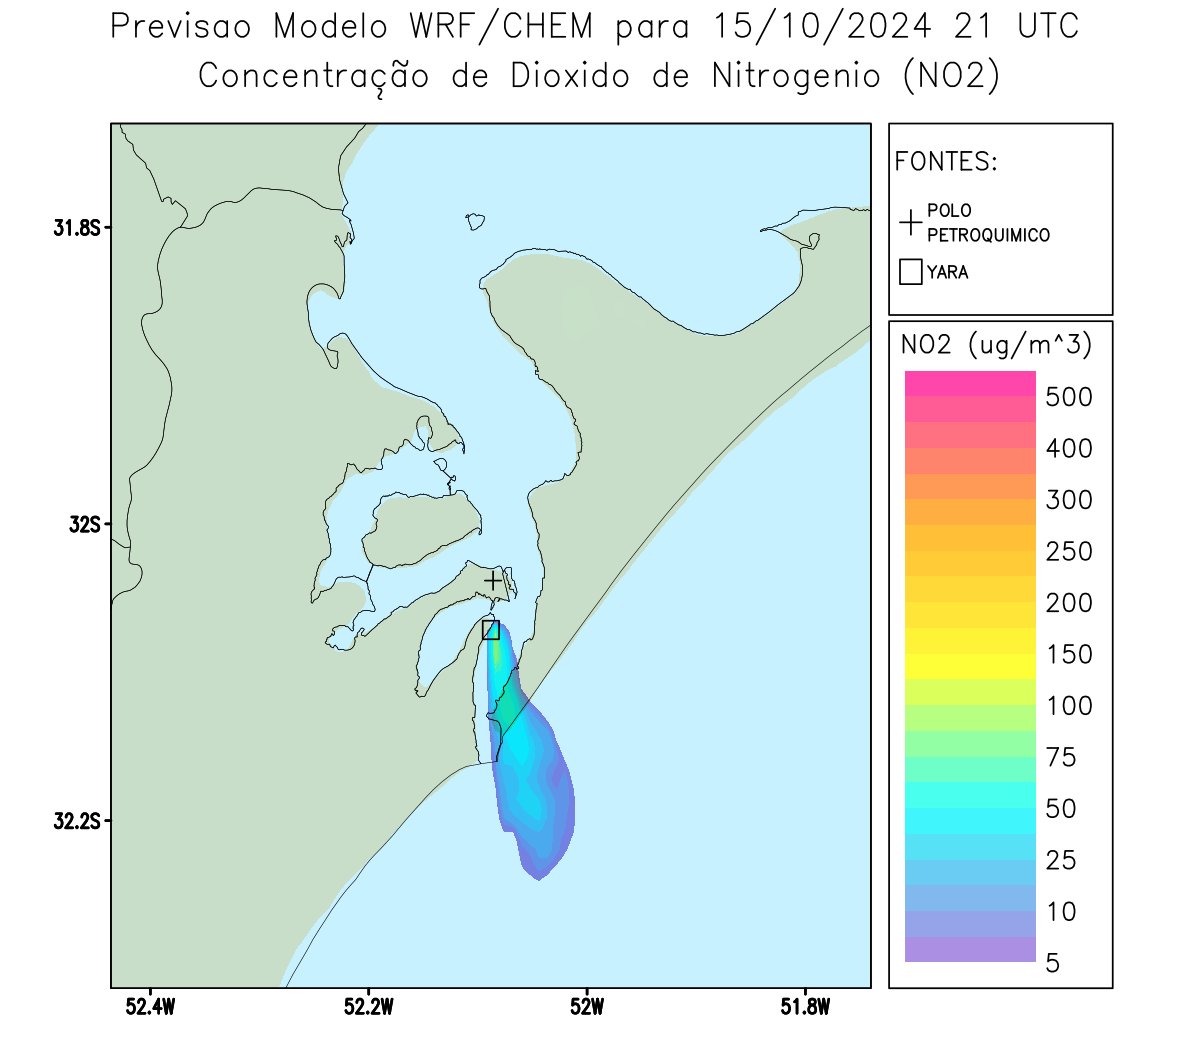 Previsao Modelo WRF/CHEM para 15/10/2024 21 UTC
Concentração de Dioxido de Nitrogenio (NO2)
FONTES:
POLO
PETROQUIMICO
YARA
NO2 (ug/m^3)
500
400
300
250
200
150
100
75
50
25
10
5
31.8S
32S
32.2S
52.4W
52.2W
52W
51.8W